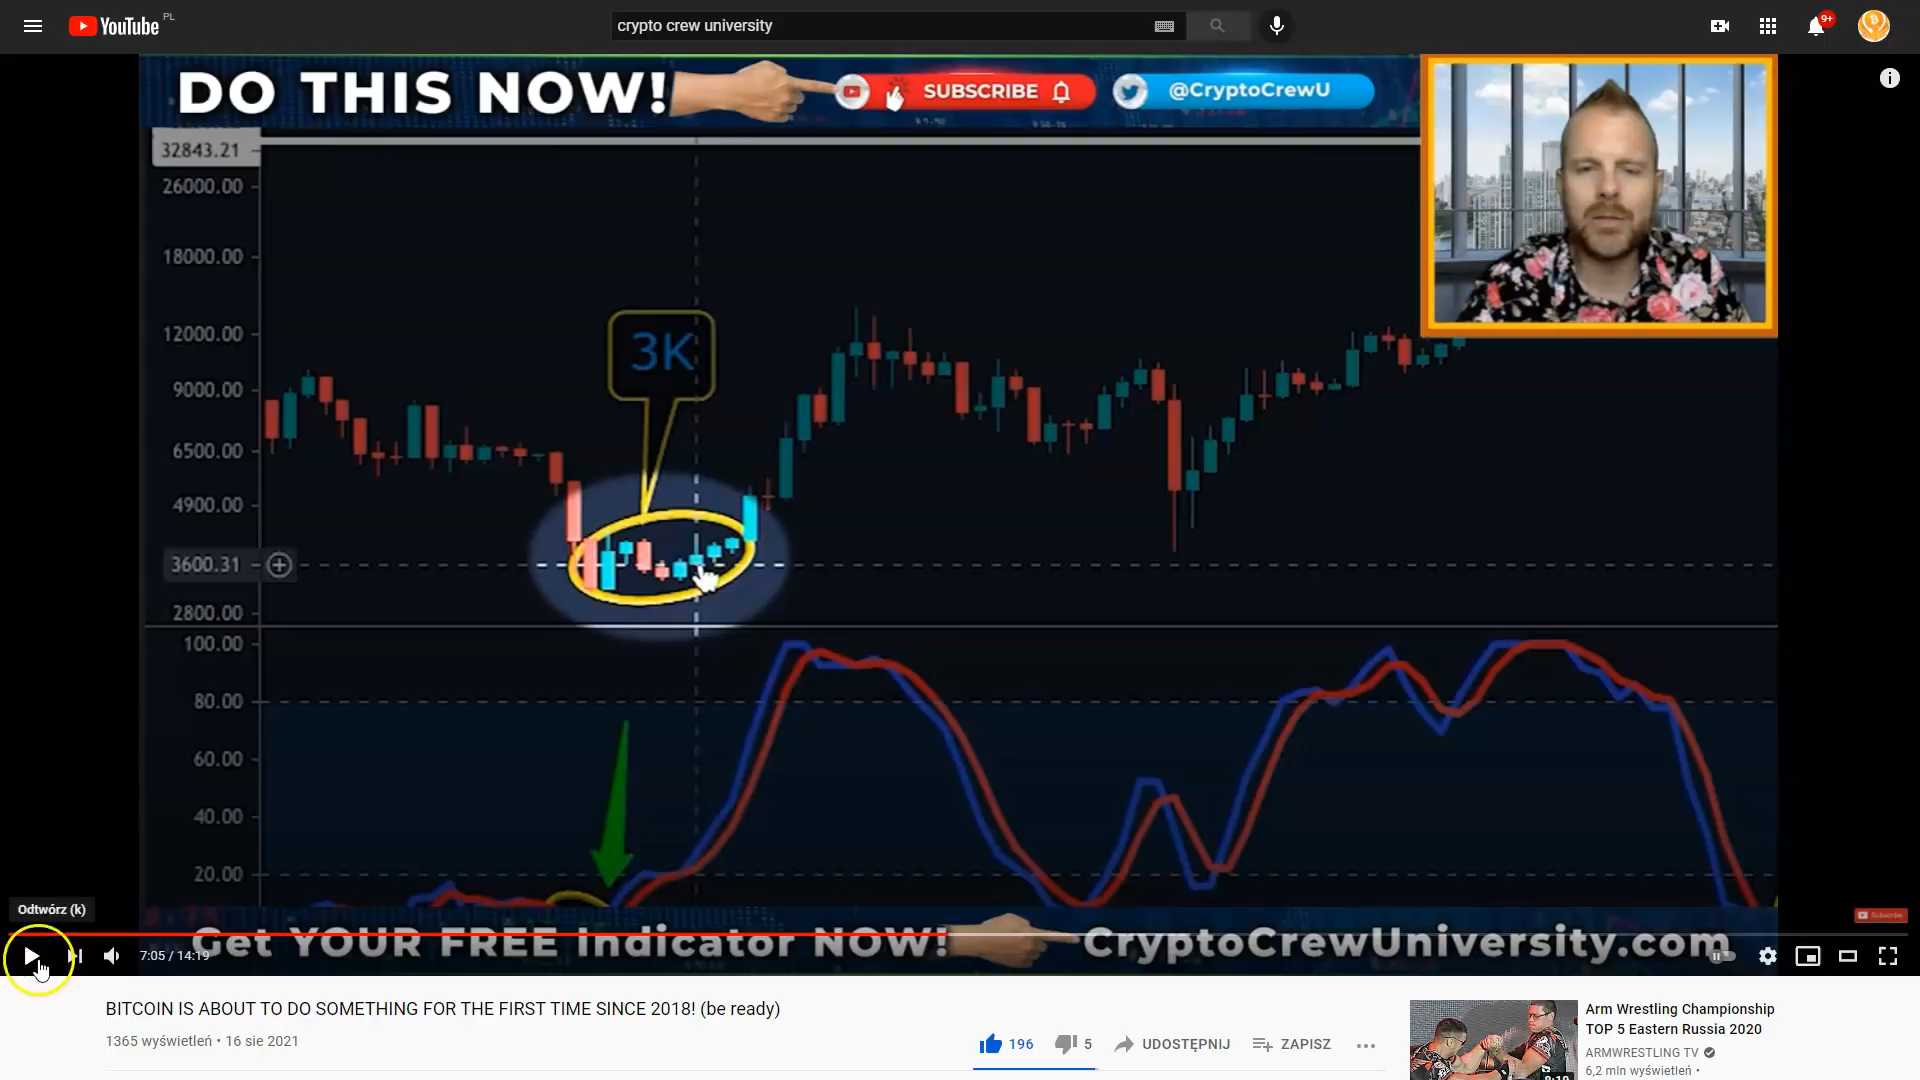 YouTube PL
crypto crew university
9+
DO THIS NOW!
SUBSCRIBE
@CryptoCrewU
32843.21
26000.00
18000.00
12000.00
9000.00
6500.00
4900.00
3600.31
2800.00
3K
100.00
80.00
60.00
40.00
20.00
Odtwórz (k)
Subscribe
Get YOUR FREE Indicator NOW!
CryptoCrewUniversity.com
7:05 / 14:19
BITCOIN IS ABOUT TO DO SOMETHING FOR THE FIRST TIME SINCE 2018! (be ready)
1365 wyświetleń • 16 sie 2021
196
5
UDOSTĘPNIJ
ZAPISZ
Arm Wrestling Championship
TOP 5 Eastern Russia 2020
ARMWRESTLING TV
6,2 mln wyświetleń •